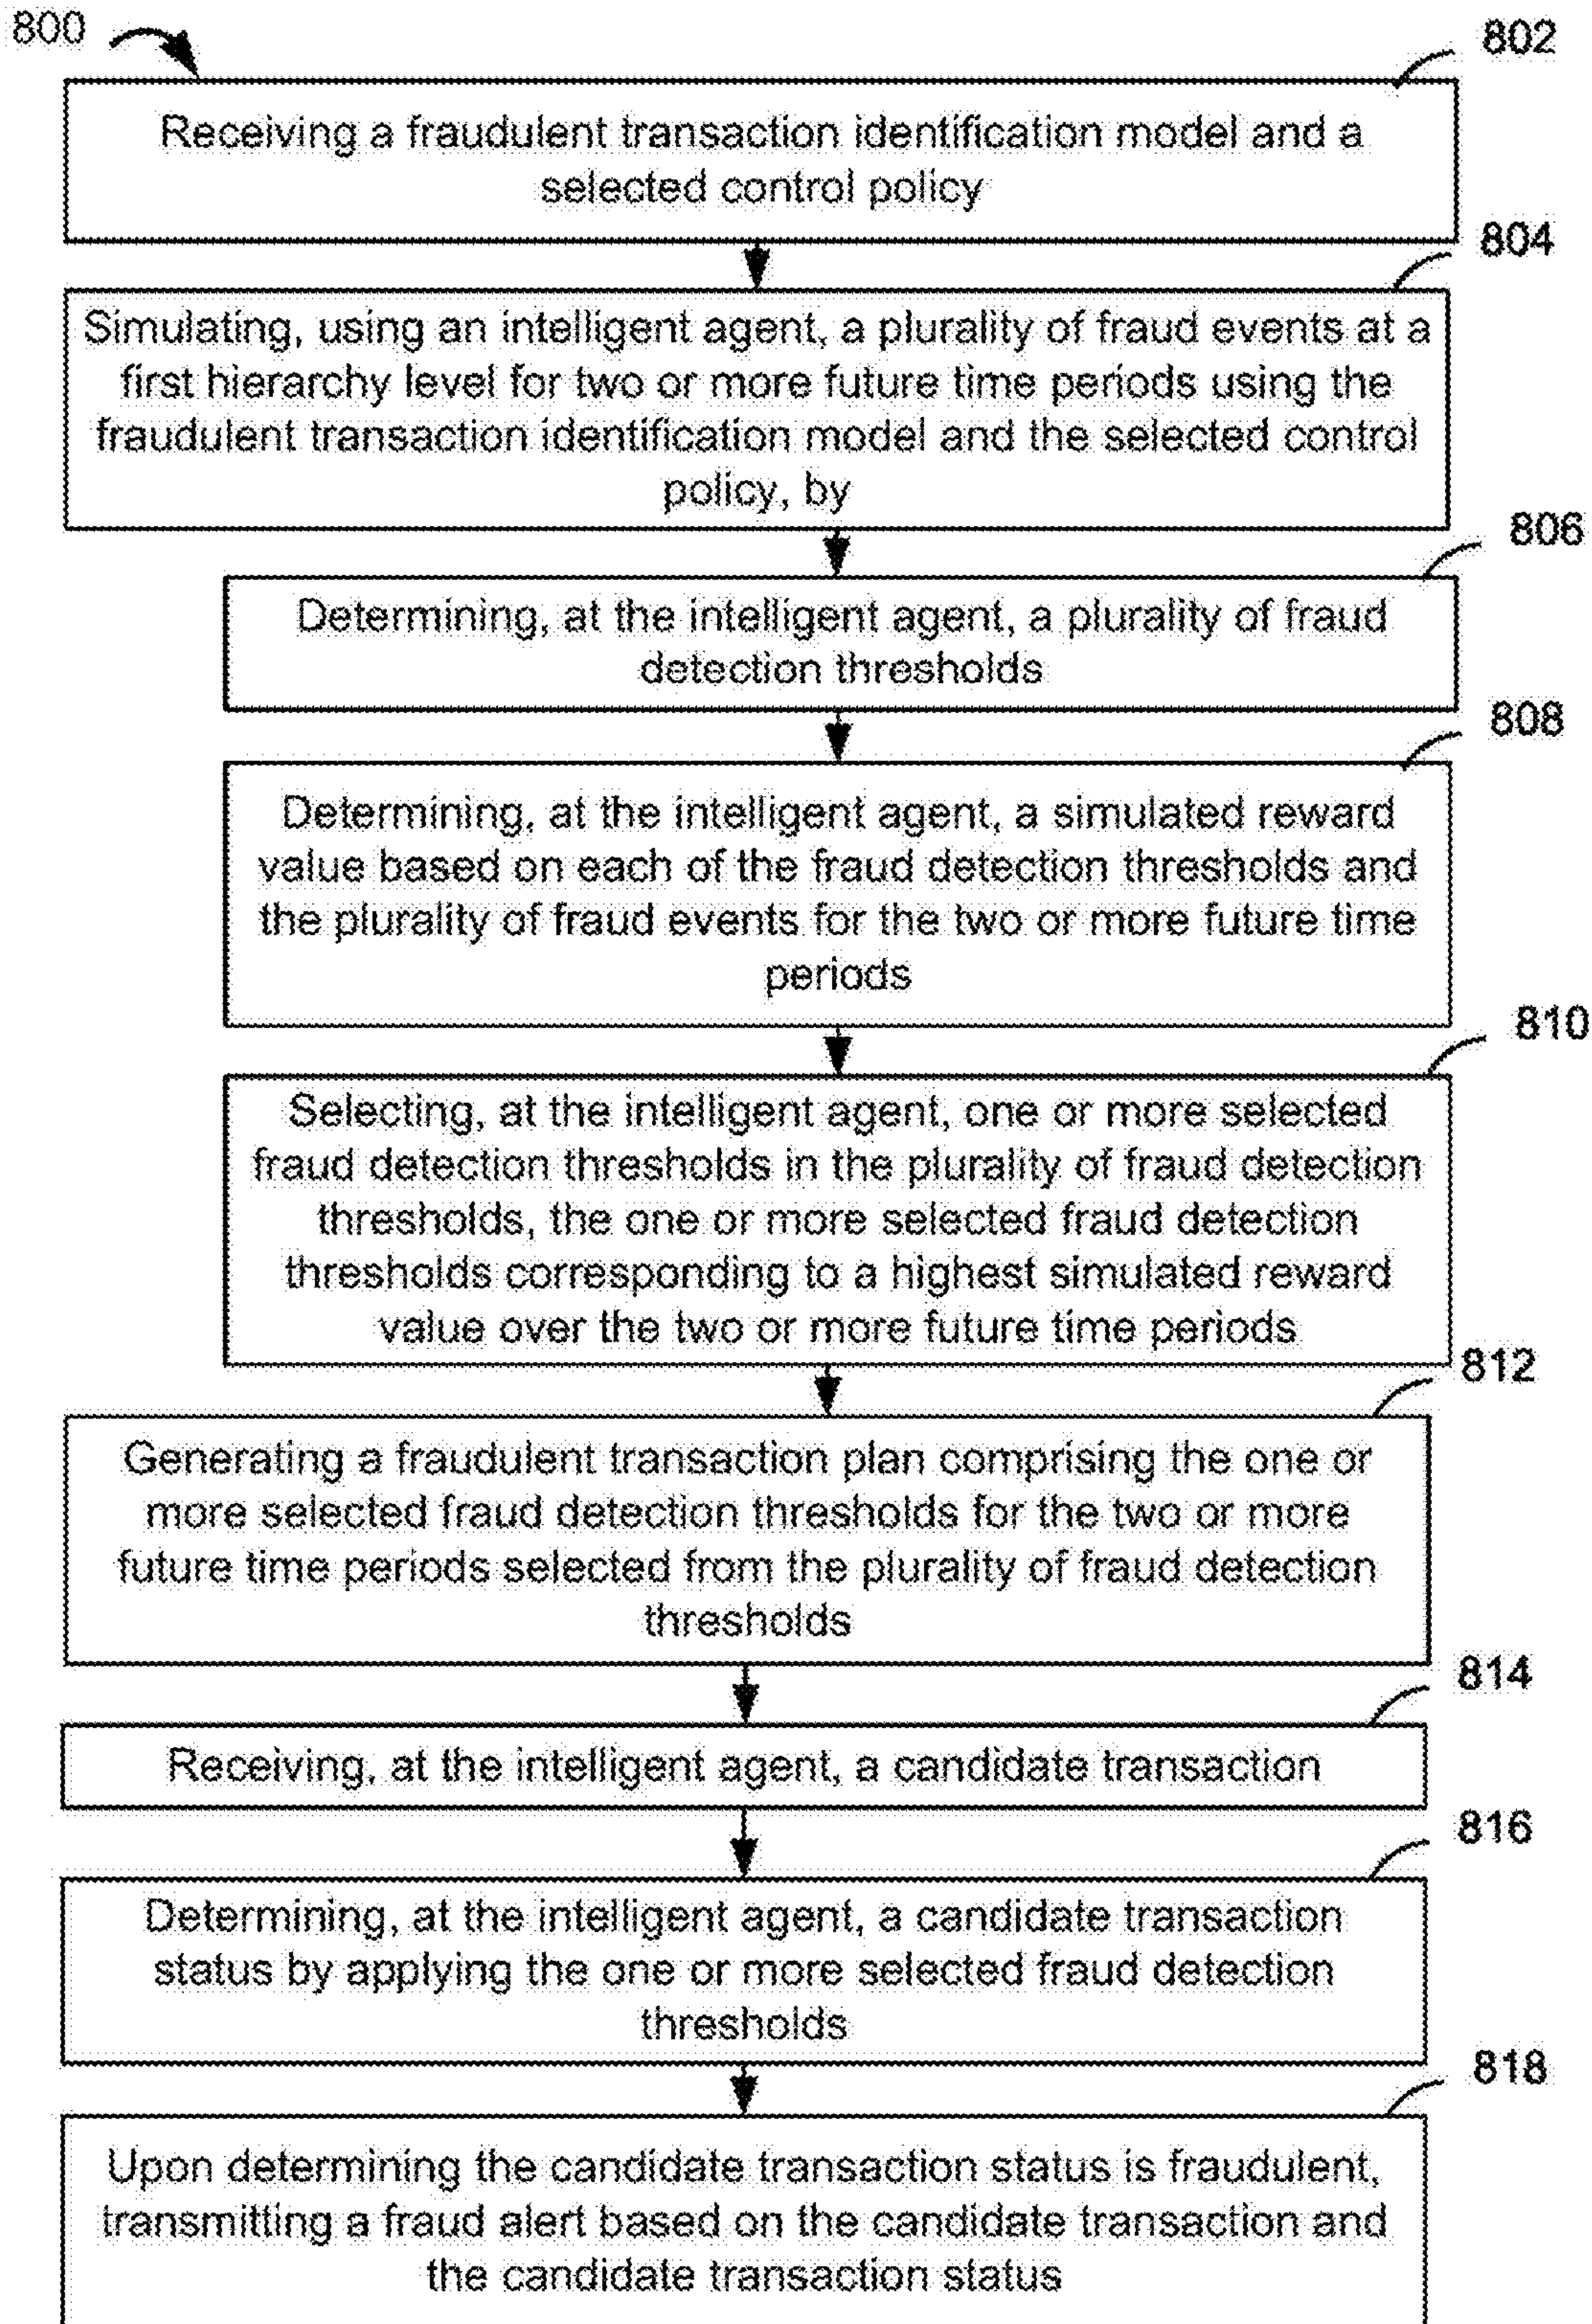 800
802
Receiving a fraudulent transaction identification model and a
selected control policy
804
Simulating, using an intelligent agent, a plurality of fraud events at a
first hierarchy level for two or more future time periods using the
fraudulent transaction identification model and the selected control
policy, by
806
Determining, at the intelligent agent, a plurality of fraud
detection thresholds
808
Determining, at the intelligent agent, a simulated reward
value based on each of the fraud detection thresholds and
the plurality of fraud events for the two or more future time
periods
810
Selecting, at the intelligent agent, one or more selected
fraud detection thresholds in the plurality of fraud detection
thresholds, the one or more selected fraud detection
thresholds corresponding to a highest simulated reward
value over the two or more future time periods
812
Generating a fraudulent transaction plan comprising the one or
more selected fraud detection thresholds for the two or more
future time periods selected from the plurality of fraud detection
thresholds
814
Receiving, at the intelligent agent, a candidate transaction
816
Determining, at the intelligent agent, a candidate transaction
status by applying the one or more selected fraud detection
thresholds
818
Upon determining the candidate transaction status is fraudulent,
transmitting a fraud alert based on the candidate transaction and
the candidate transaction status